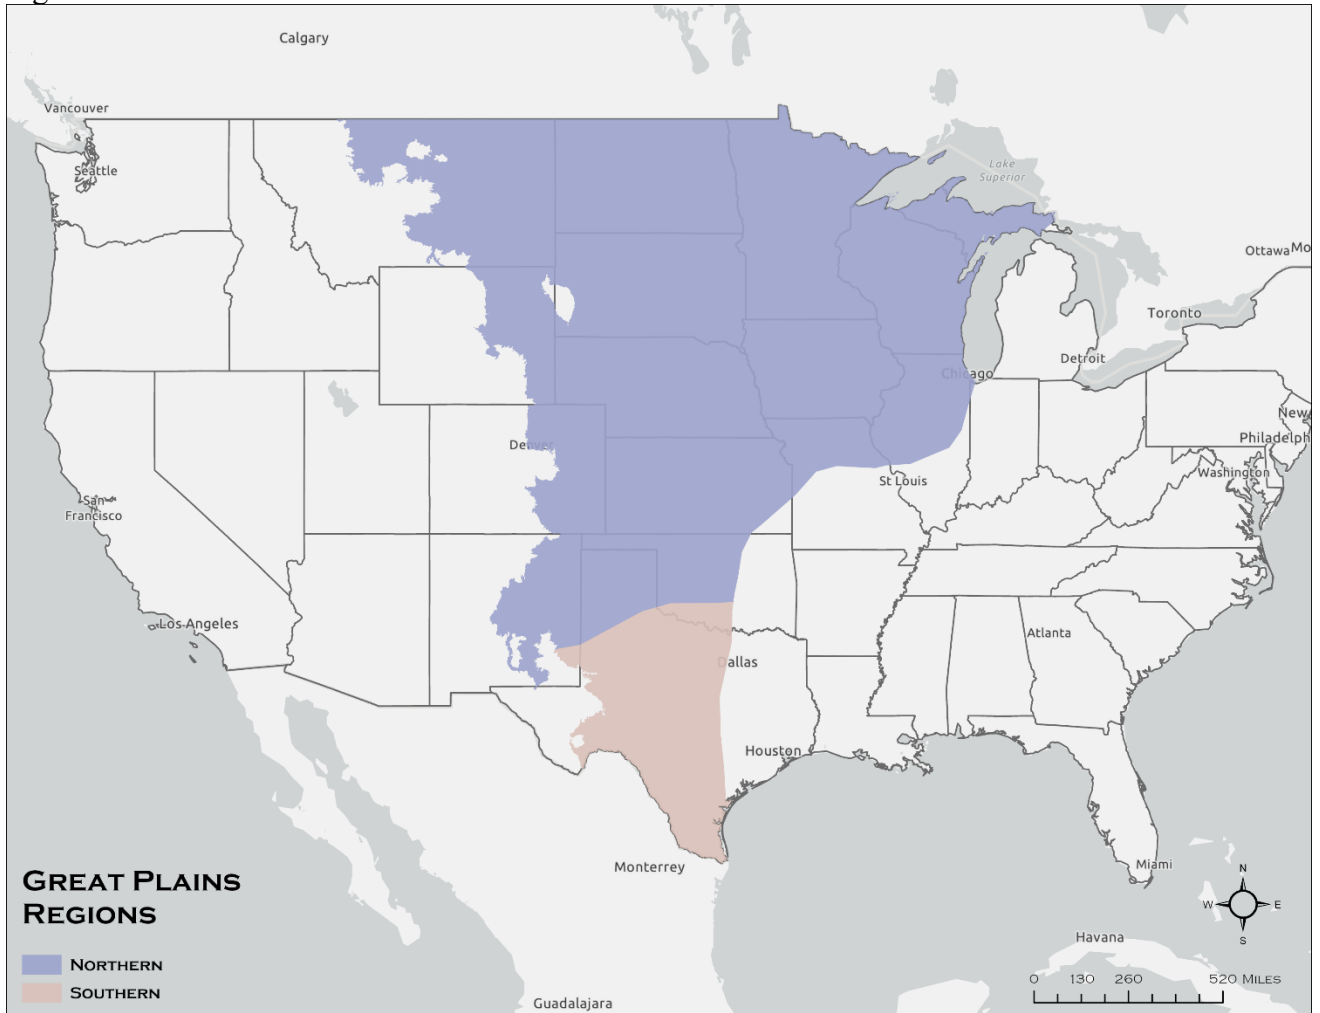 Calgary
Vancouver
Seattle
Lake
Superior
Ottawa
Mo
Toronto
Detroit
Chicago
New
Philadelph
Denver
Washington
St Louis
San
Francisco
Los Angeles
Atlanta
Dallas
Houston
Monterrey
Miami
Havana
Guadalajara
GREAT PLAINS
REGIONS
NORTHERN
SOUTHERN
N
W E
S
0 130 260 520 MILES